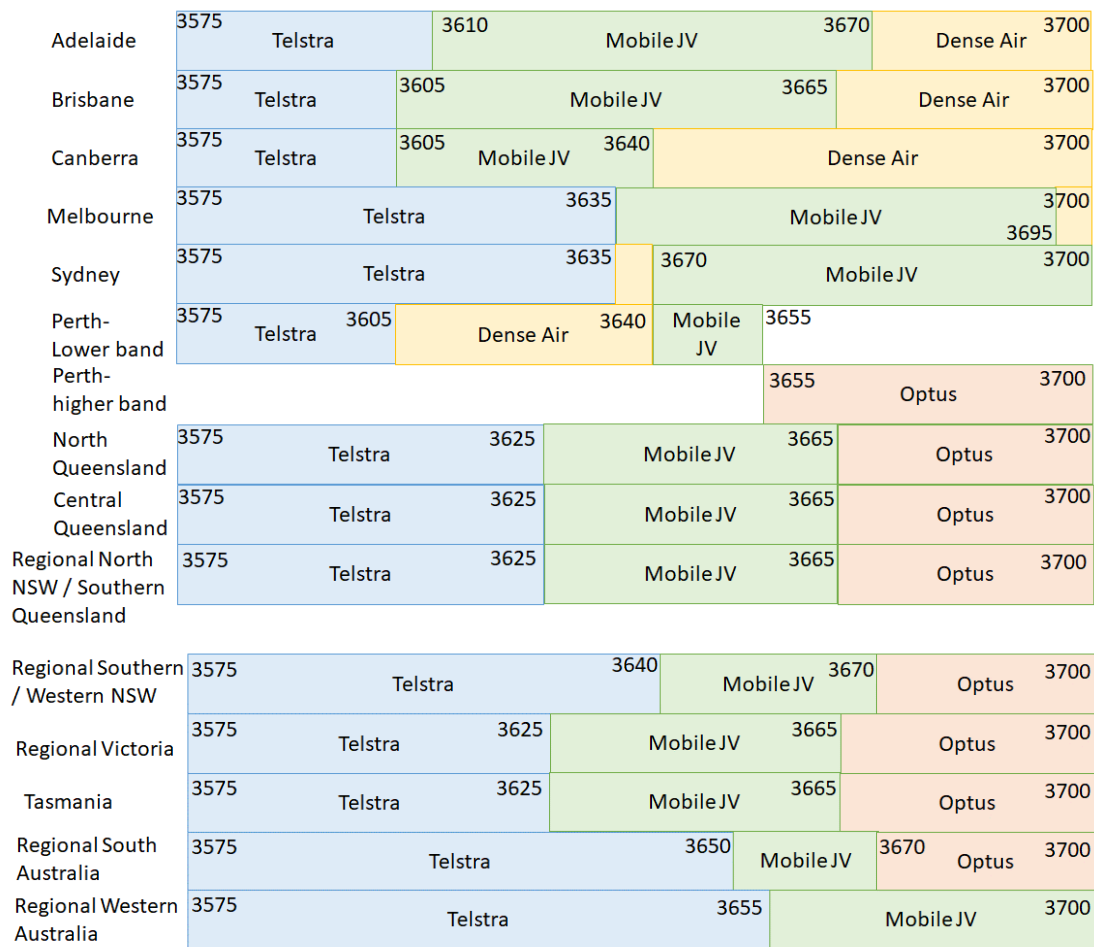 Adelaide 3575 Telstra 3610 Mobile JV 3670 Dense Air 3700
Brisbane 3575 Telstra 3605 Mobile JV 3665 Dense Air 3700
Canberra 3575 Telstra 3605 Mobile JV 3640 Dense Air 3700
Melbourne 3575 Telstra 3635 Mobile JV 3695 3700
Sydney 3575 Telstra 3635 3670 Mobile JV 3700
Perth-
Lower band 3575 Telstra 3605 Dense Air 3640 Mobile
JV 3655
Perth-
higher band 3655 Optus 3700
North
Queensland 3575 Telstra 3625 Mobile JV 3665 Optus 3700
Central
Queensland 3575 Telstra 3625 Mobile JV 3665 Optus 3700
Regional North
NSW / Southern
Queensland 3575 Telstra 3625 Mobile JV 3665 Optus 3700
Regional Southern
/ Western NSW 3575 Telstra 3640 Mobile JV 3670 Optus 3700
Regional Victoria 3575 Telstra 3625 Mobile JV 3665 Optus 3700
Tasmania 3575 Telstra 3625 Mobile JV 3665 Optus 3700
Regional South
Australia 3575 Telstra 3650 Mobile JV 3670 Optus 3700
Regional Western
Australia 3575 Telstra 3655 Mobile JV 3700